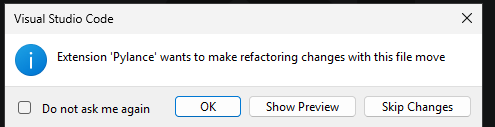 Visual Studio Code
Extension 'Pylance' wants to make refactoring changes with this file move
Do not ask me again
OK
Show Preview
Skip Changes